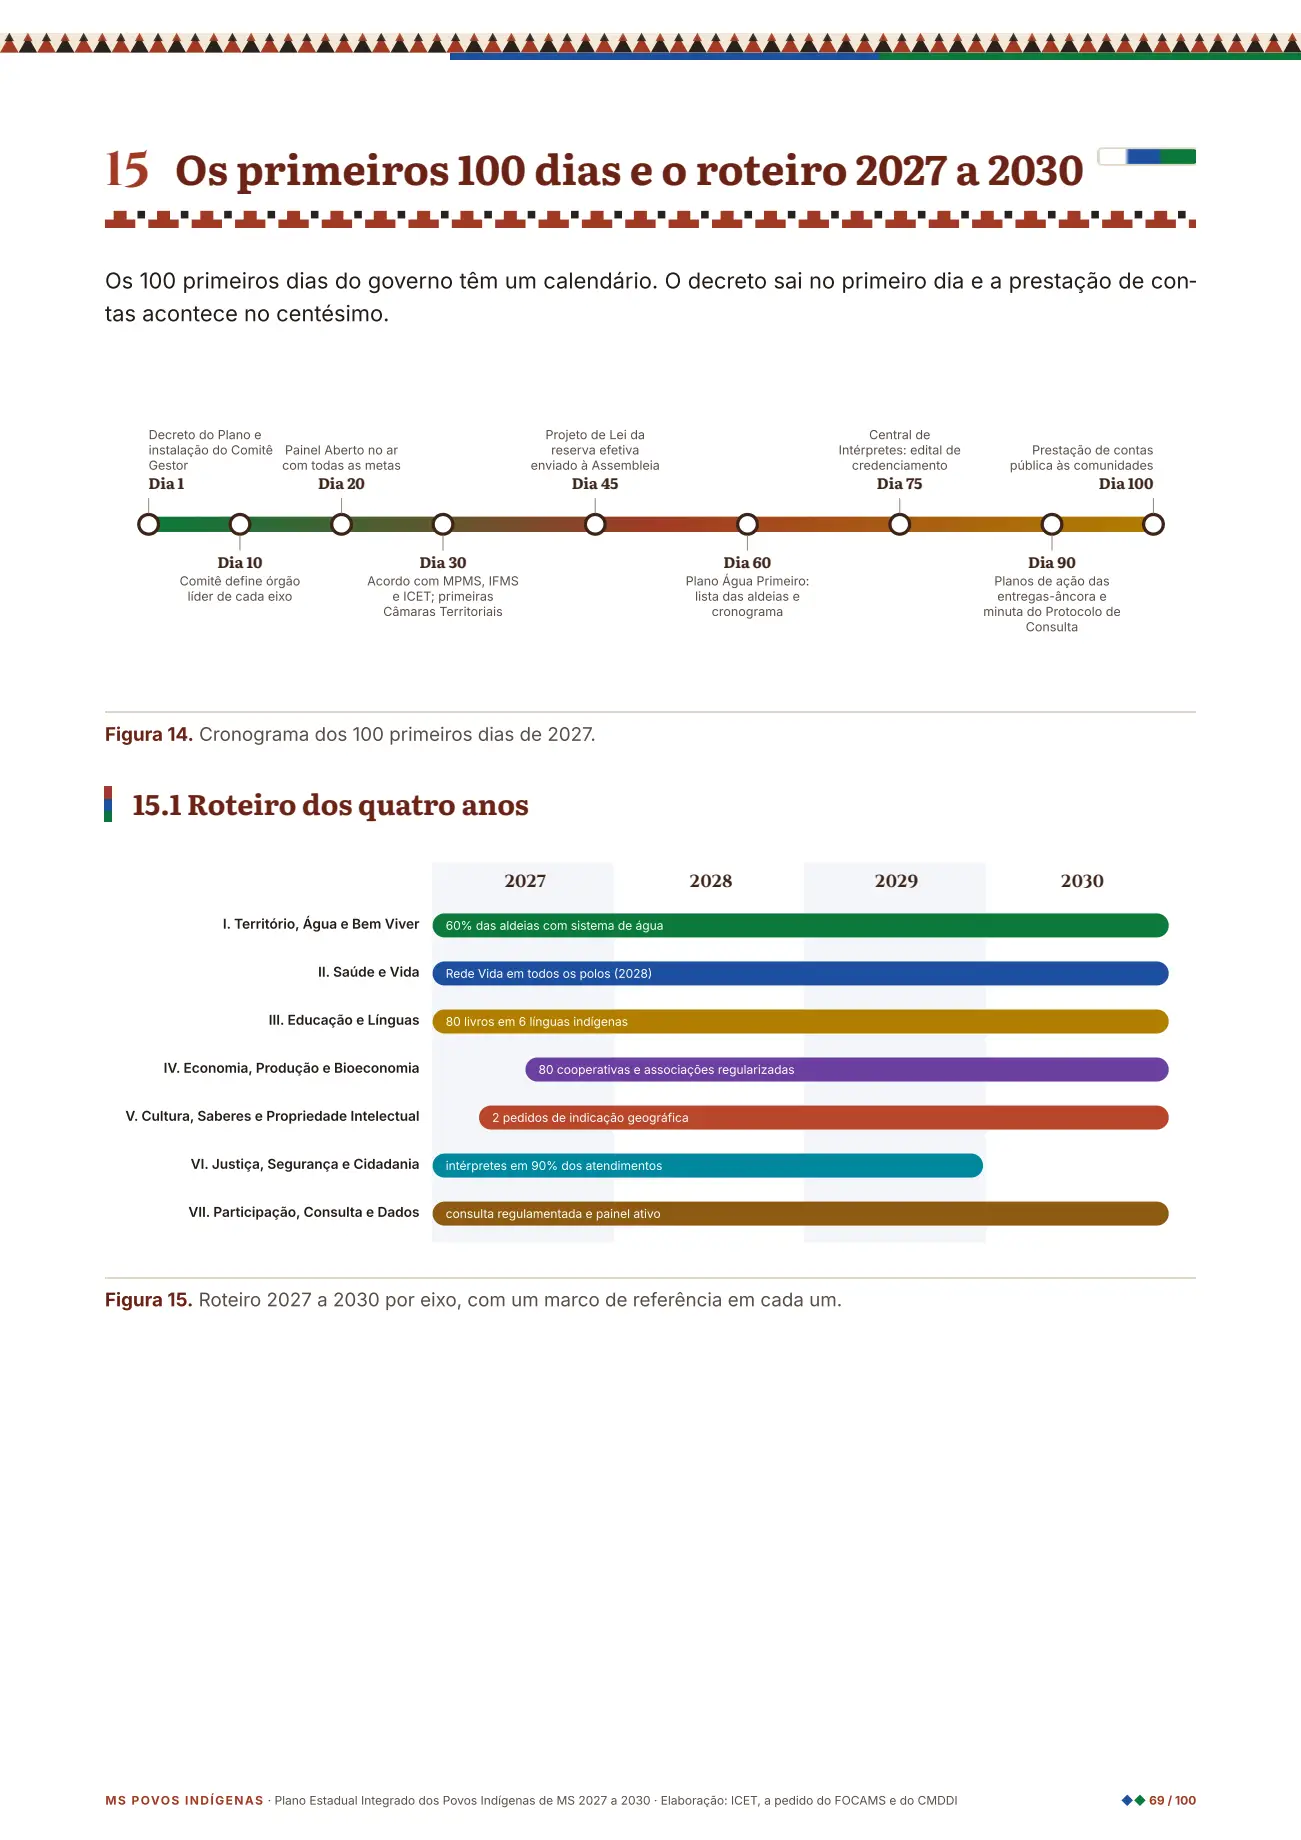 15 Os primeiros 100 dias e o roteiro 2027 a 2030
Os 100 primeiros dias do governo têm um calendário. O decreto sai no primeiro dia e a prestação de con-
tas acontece no centésimo.
Decreto do Plano e
instalação do Comitê
Gestor
Dia 1
Painel Aberto no ar
com todas as metas
Dia 20
Projeto de Lei da
reserva efetiva
enviado à Assembleia
Dia 45
Central de
Intérpretes: edital de
credenciamento
Dia 75
Prestação de contas
pública às comunidades
Dia 100
Dia 10
Comitê define órgão
líder de cada eixo
Dia 30
Acordo com MPMS, IFMS
e ICET; primeiras
Câmaras Territoriais
Dia 60
Plano Água Primeiro:
lista das aldeias e
cronograma
Dia 90
Planos de ação das
entregas-âncora e
minuta do Protocolo de
Consulta
Figura 14. Cronograma dos 100 primeiros dias de 2027.
15.1 Roteiro dos quatro anos
2027 2028 2029 2030
I. Território, Água e Bem Viver 60% das aldeias com sistema de água
II. Saúde e Vida Rede Vida em todos os polos (2028)
III. Educação e Línguas 80 livros em 6 línguas indígenas
IV. Economia, Produção e Bioeconomia 80 cooperativas e associações regularizadas
V. Cultura, Saberes e Propriedade Intelectual 2 pedidos de indicação geográfica
VI. Justiça, Segurança e Cidadania intérpretes em 90% dos atendimentos
VII. Participação, Consulta e Dados consulta regulamentada e painel ativo
Figura 15. Roteiro 2027 a 2030 por eixo, com um marco de referência em cada um.
MS POVOS INDÍGENAS · Plano Estadual Integrado dos Povos Indígenas de MS 2027 a 2030 · Elaboração: ICET, a pedido do FOCAMS e do CMDDI 69 / 100